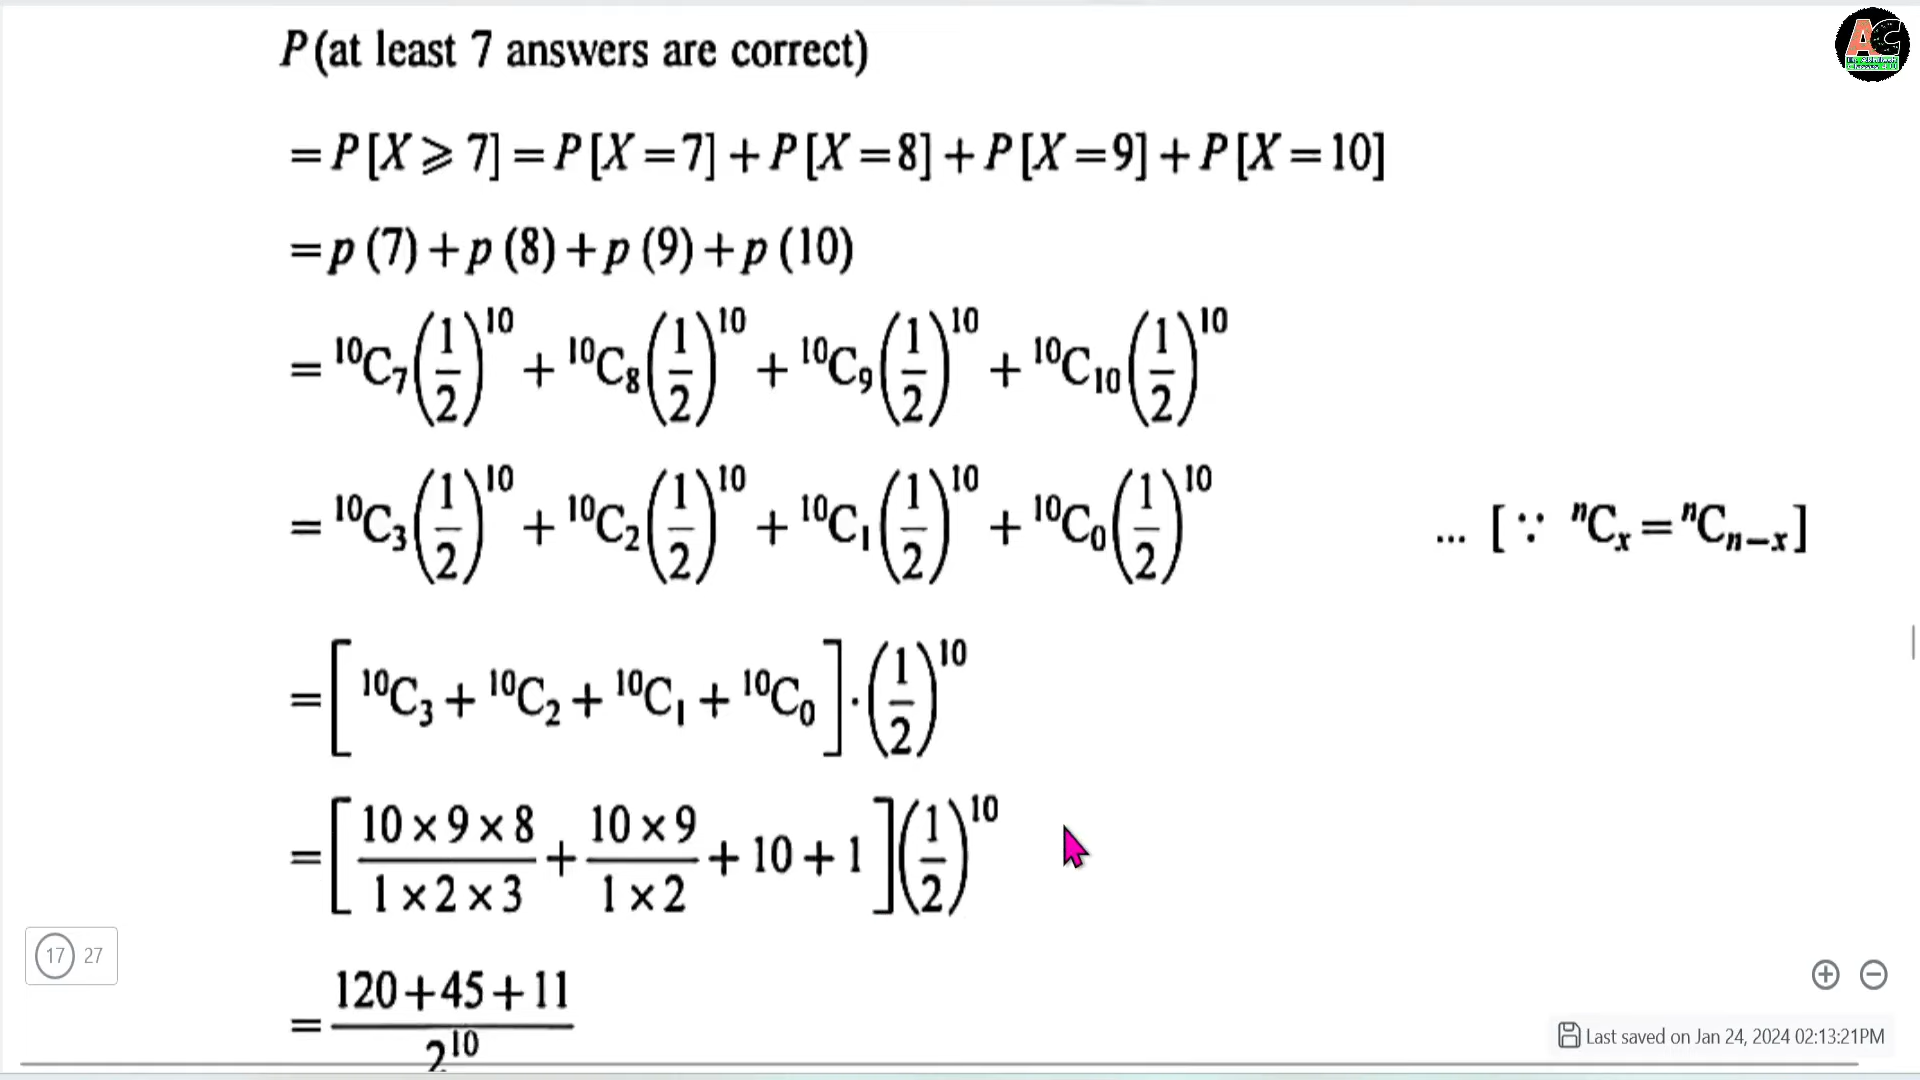 P(at least 7 answers are correct)
= P[X ⩾ 7] = P[X = 7] + P[X = 8] + P[X = 9] + P[X = 10]
= p (7) + p (8) + p (9) + p (10)
= ¹⁰C₇(1/2)¹⁰ + ¹⁰C₈(1/2)¹⁰ + ¹⁰C₉(1/2)¹⁰ + ¹⁰C₁₀(1/2)¹⁰
= ¹⁰C₃(1/2)¹⁰ + ¹⁰C₂(1/2)¹⁰ + ¹⁰C₁(1/2)¹⁰ + ¹⁰C₀(1/2)¹⁰ ... [∵ ⁿCₓ = ⁿCₙ₋ₓ]
= [¹⁰C₃ + ¹⁰C₂ + ¹⁰C₁ + ¹⁰C₀]·(1/2)¹⁰
= [(10 × 9 × 8)/(1 × 2 × 3) + (10 × 9)/(1 × 2) + 10 + 1](1/2)¹⁰
= (120 + 45 + 11)/2¹⁰
17 27
Last saved on Jan 24, 2024 02:13:21PM
AC